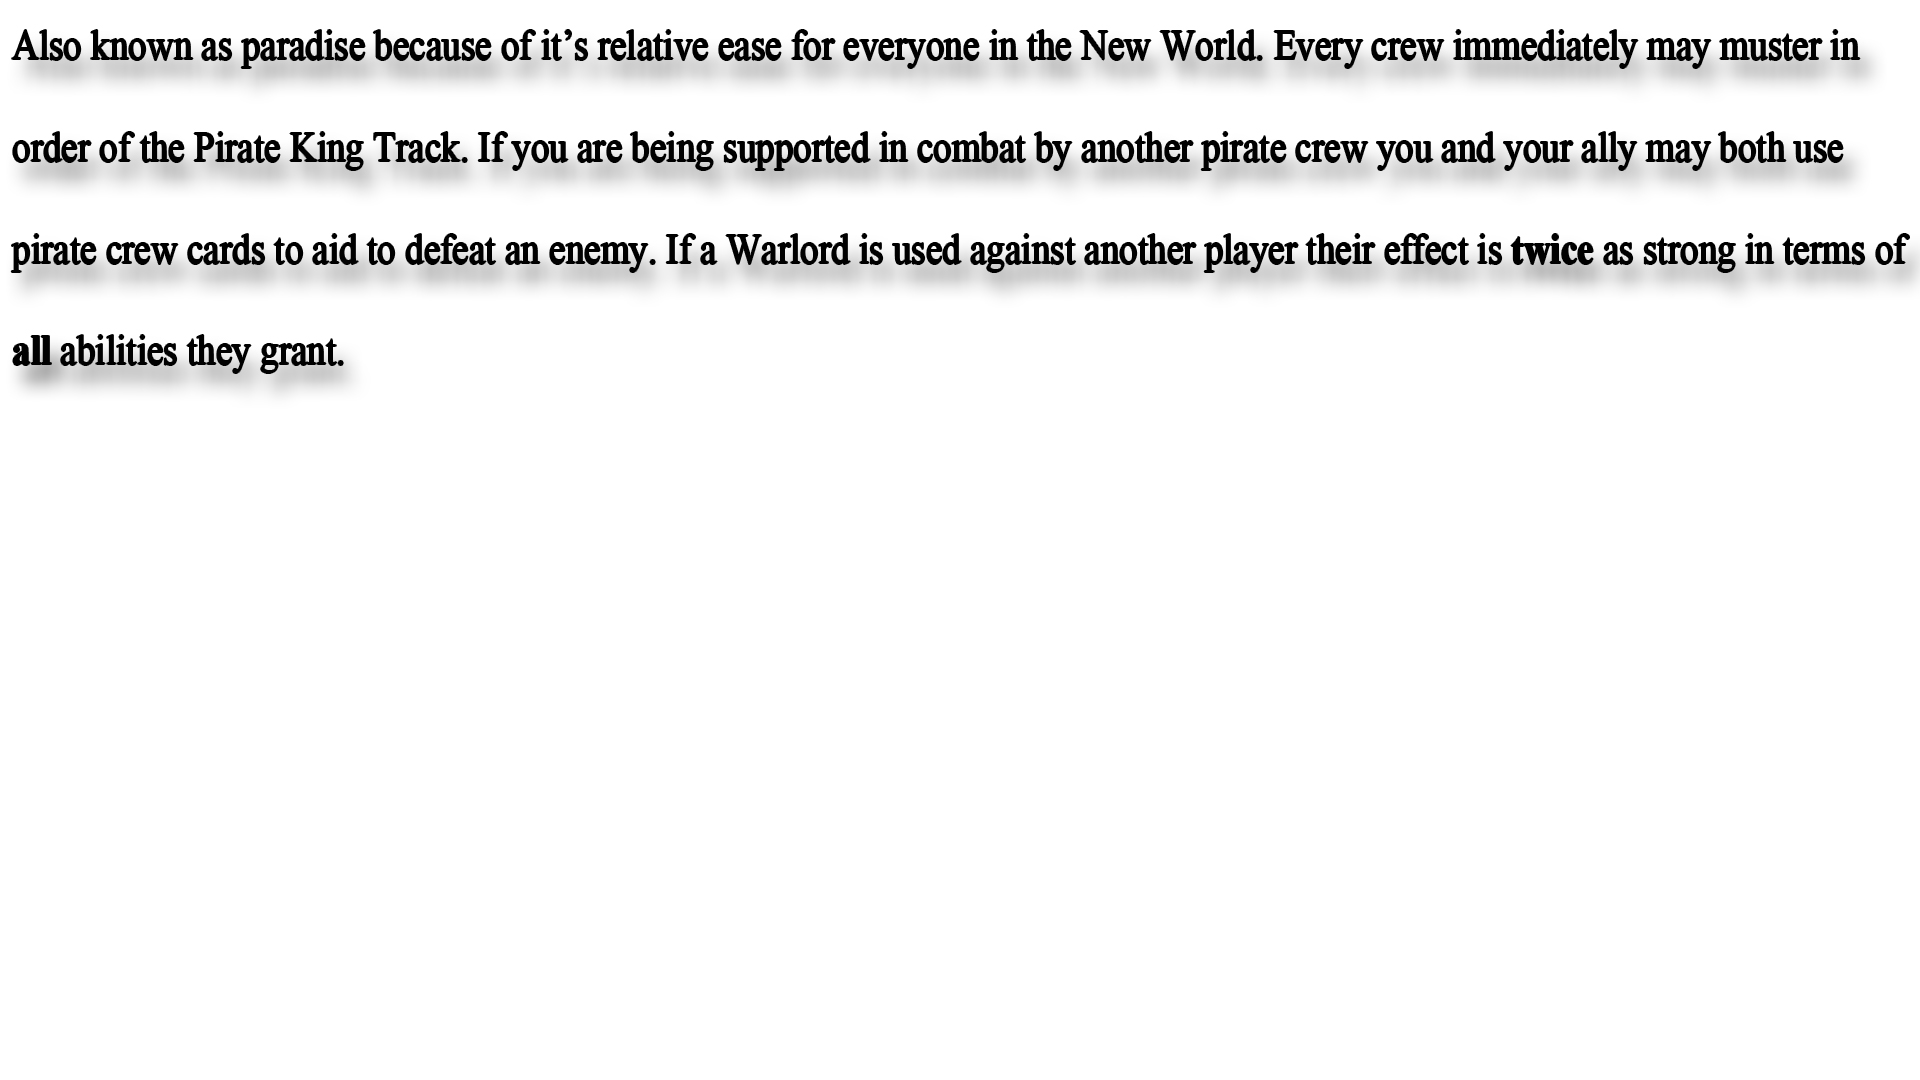 Also known as paradise because of it’s relative ease for everyone in the New World. Every crew immediately may muster in
order of the Pirate King Track. If you are being supported in combat by another pirate crew you and your ally may both use
pirate crew cards to aid to defeat an enemy. If a Warlord is used against another player their effect is twice as strong in terms of
all abilities they grant.